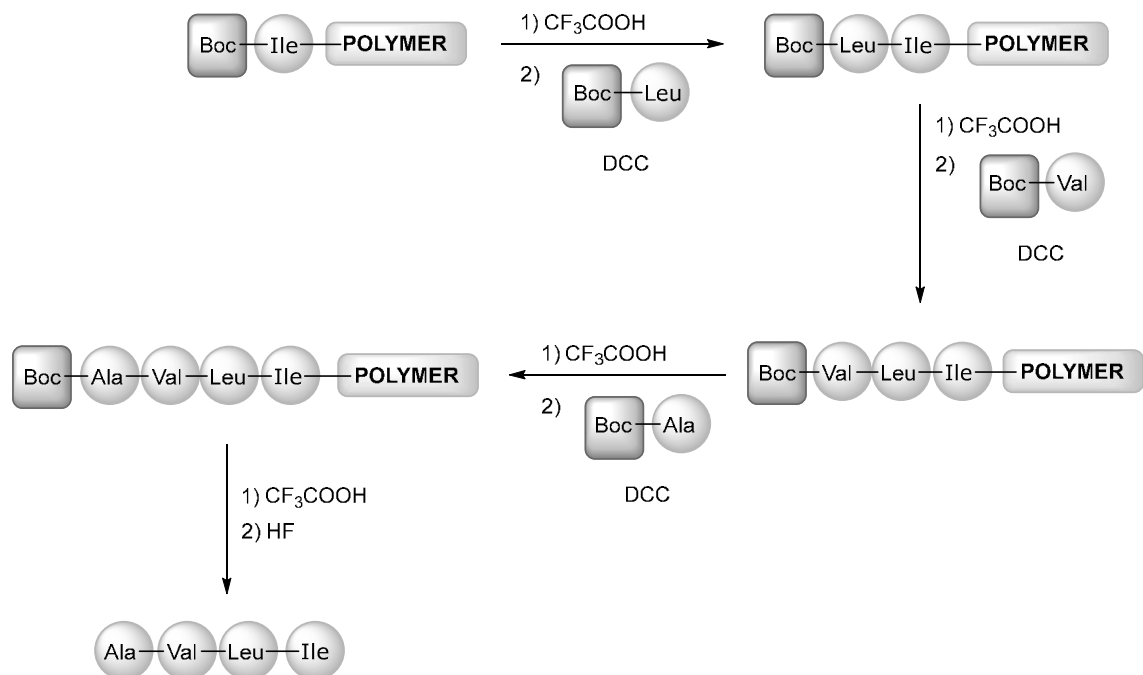 Boc Ile POLYMER
1) CF₃COOH
2) Boc Leu
DCC
Boc Leu Ile POLYMER
1) CF₃COOH
2) Boc Val
DCC
Boc Val Leu Ile POLYMER
1) CF₃COOH
2) Boc Ala
DCC
Boc Ala Val Leu Ile POLYMER
1) CF₃COOH
2) HF
Ala Val Leu Ile